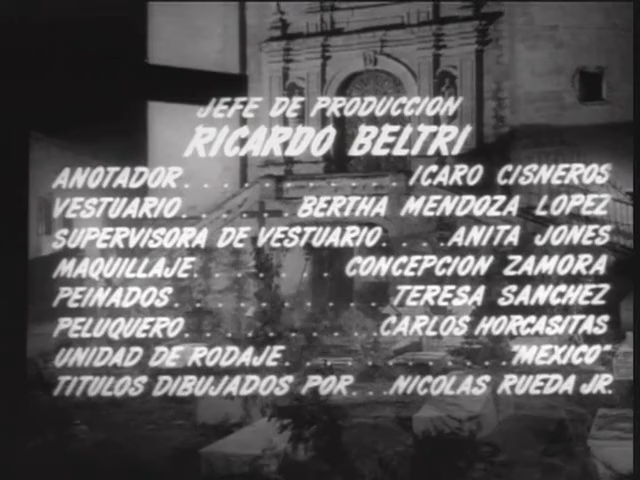 JEFE DE PRODUCCION
RICARDO BELTRI
ANOTADOR. . . . . . . . . . . . ICARO CISNEROS
VESTUARIO. . . . . . BERTHA MENDOZA LOPEZ
SUPERVISORA DE VESTUARIO. . . . ANITA JONES
MAQUILLAJE. . . . . . . CONCEPCION ZAMORA
PEINADOS. . . . . . . . . . . . TERESA SANCHEZ
PELUQUERO. . . . . . . . . . . CARLOS HORCASITAS
UNIDAD DE RODAJE. . . . . . . . . . . "MEXICO"
TITULOS DIBUJADOS POR. . . NICOLAS RUEDA JR.